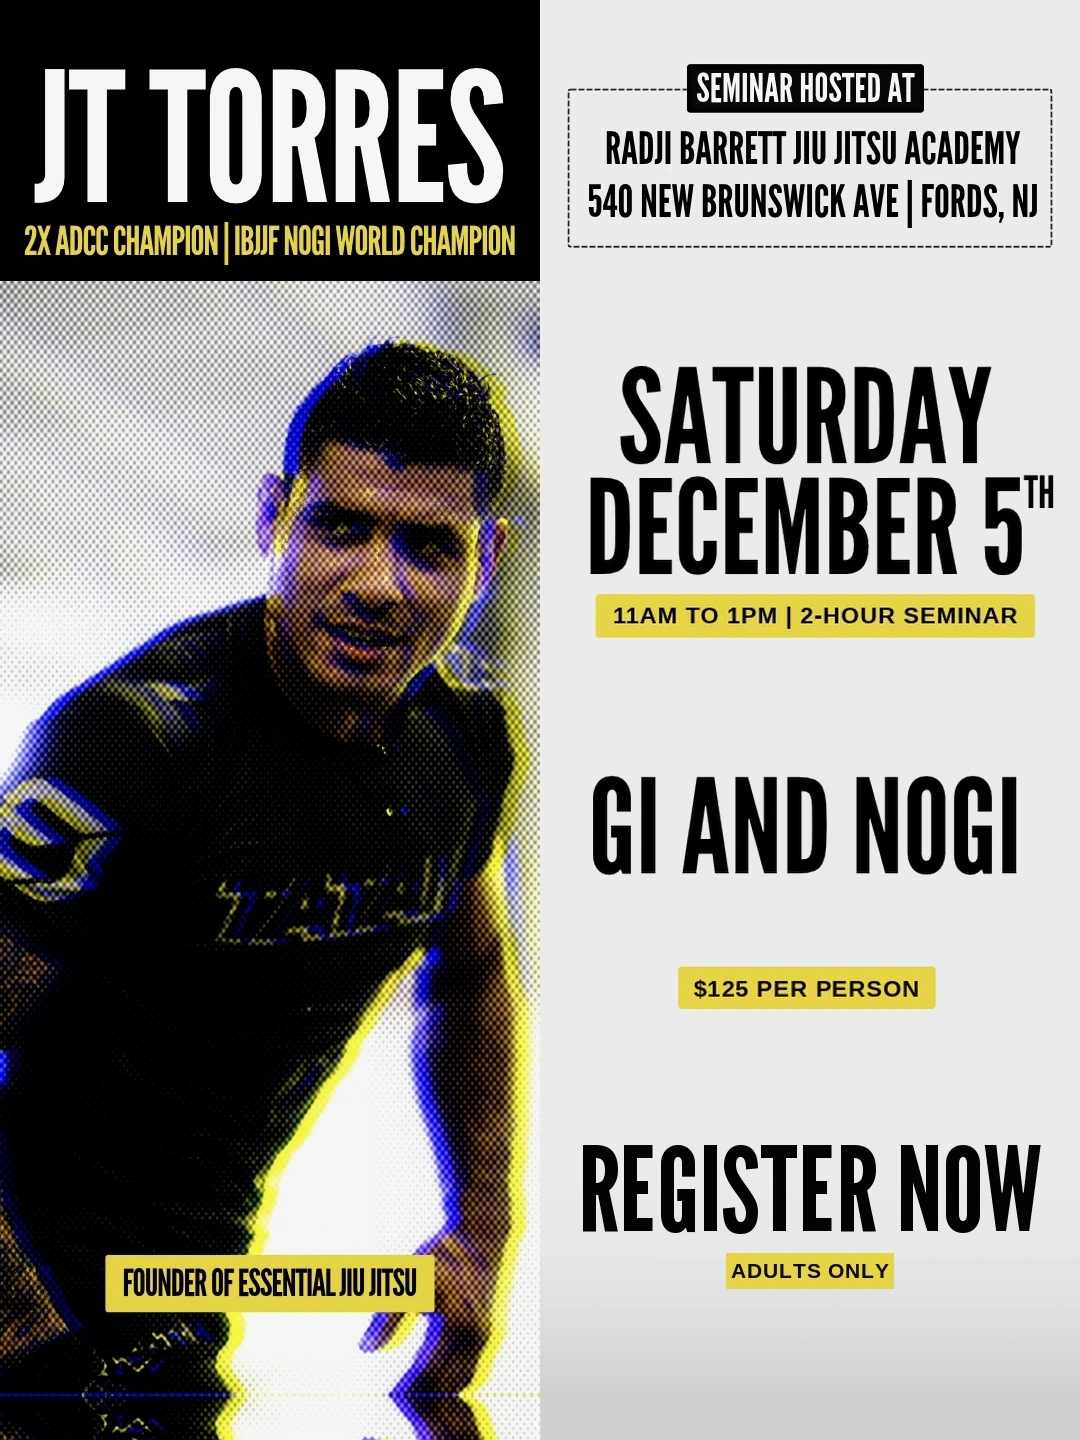 JT TORRES
2X ADCC CHAMPION | IBJJF NOGI WORLD CHAMPION
TATAMI
FOUNDER OF ESSENTIAL JIU JITSU
SEMINAR HOSTED AT
RADJI BARRETT JIU JITSU ACADEMY
540 NEW BRUNSWICK AVE | FORDS, NJ
SATURDAY
DECEMBER 5TH
11AM TO 1PM | 2-HOUR SEMINAR
GI AND NOGI
$125 PER PERSON
REGISTER NOW
ADULTS ONLY